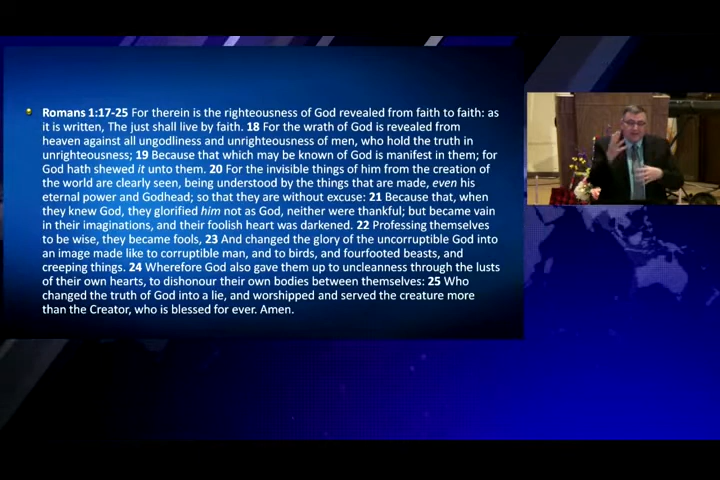 Romans 1:17-25 For therein is the righteousness of God revealed from faith to faith: as
it is written, The just shall live by faith. 18 For the wrath of God is revealed from
heaven against all ungodliness and unrighteousness of men, who hold the truth in
unrighteousness; 19 Because that which may be known of God is manifest in them; for
God hath shewed it unto them. 20 For the invisible things of him from the creation of
the world are clearly seen, being understood by the things that are made, even his
eternal power and Godhead; so that they are without excuse: 21 Because that, when
they knew God, they glorified him not as God, neither were thankful; but became vain
in their imaginations, and their foolish heart was darkened. 22 Professing themselves
to be wise, they became fools, 23 And changed the glory of the uncorruptible God into
an image made like to corruptible man, and to birds, and fourfooted beasts, and
creeping things. 24 Wherefore God also gave them up to uncleanness through the lusts
of their own hearts, to dishonour their own bodies between themselves: 25 Who
changed the truth of God into a lie, and worshipped and served the creature more
than the Creator, who is blessed for ever. Amen.